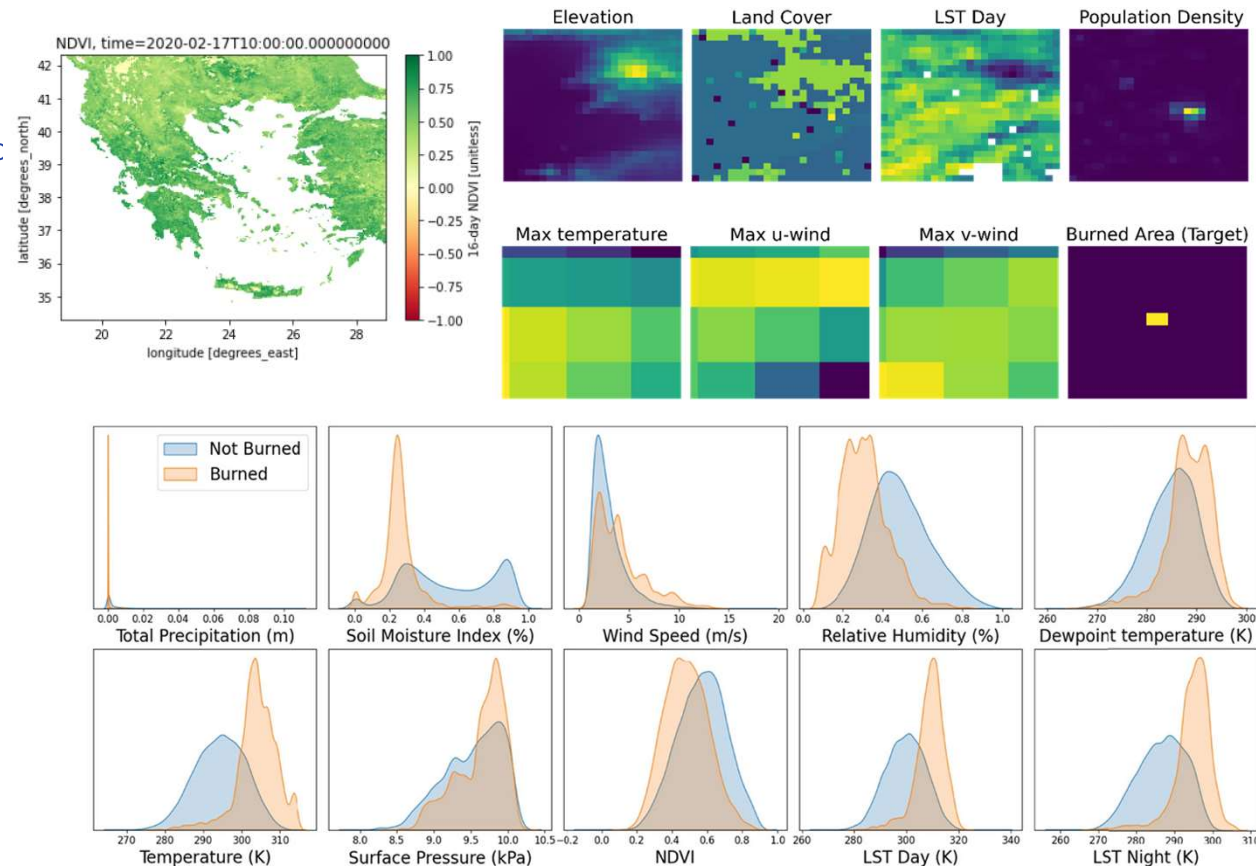 Elevation Land Cover LST Day Population Density
NDVI, time=2020-02-17T10:00:00.000000000
42
41
40
39
38
37
36
35
latitude [degrees_north]
20 22 24 26 28
longitude [degrees_east]
1.00
0.75
0.50
0.25
0.00
−0.25
−0.50
−0.75
−1.00
16-day NDVI [unitless]
Max temperature Max u-wind Max v-wind Burned Area (Target)
Not Burned
Burned
0.00 0.02 0.04 0.06 0.08 0.10
Total Precipitation (m)
0.0 0.2 0.4 0.6 0.8 1.0
Soil Moisture Index (%)
0 5 10 15 20
Wind Speed (m/s)
0.0 0.2 0.4 0.6 0.8 1.0
Relative Humidity (%)
260 270 280 290 300
Dewpoint temperature (K)
270 280 290 300 310
Temperature (K)
8.0 8.5 9.0 9.5 10.0 10.5
Surface Pressure (kPa)
−0.2 0.0 0.2 0.4 0.6 0.8 1.0
NDVI
260 280 300 320 340
LST Day (K)
260 270 280 290 300 310
LST Night (K)